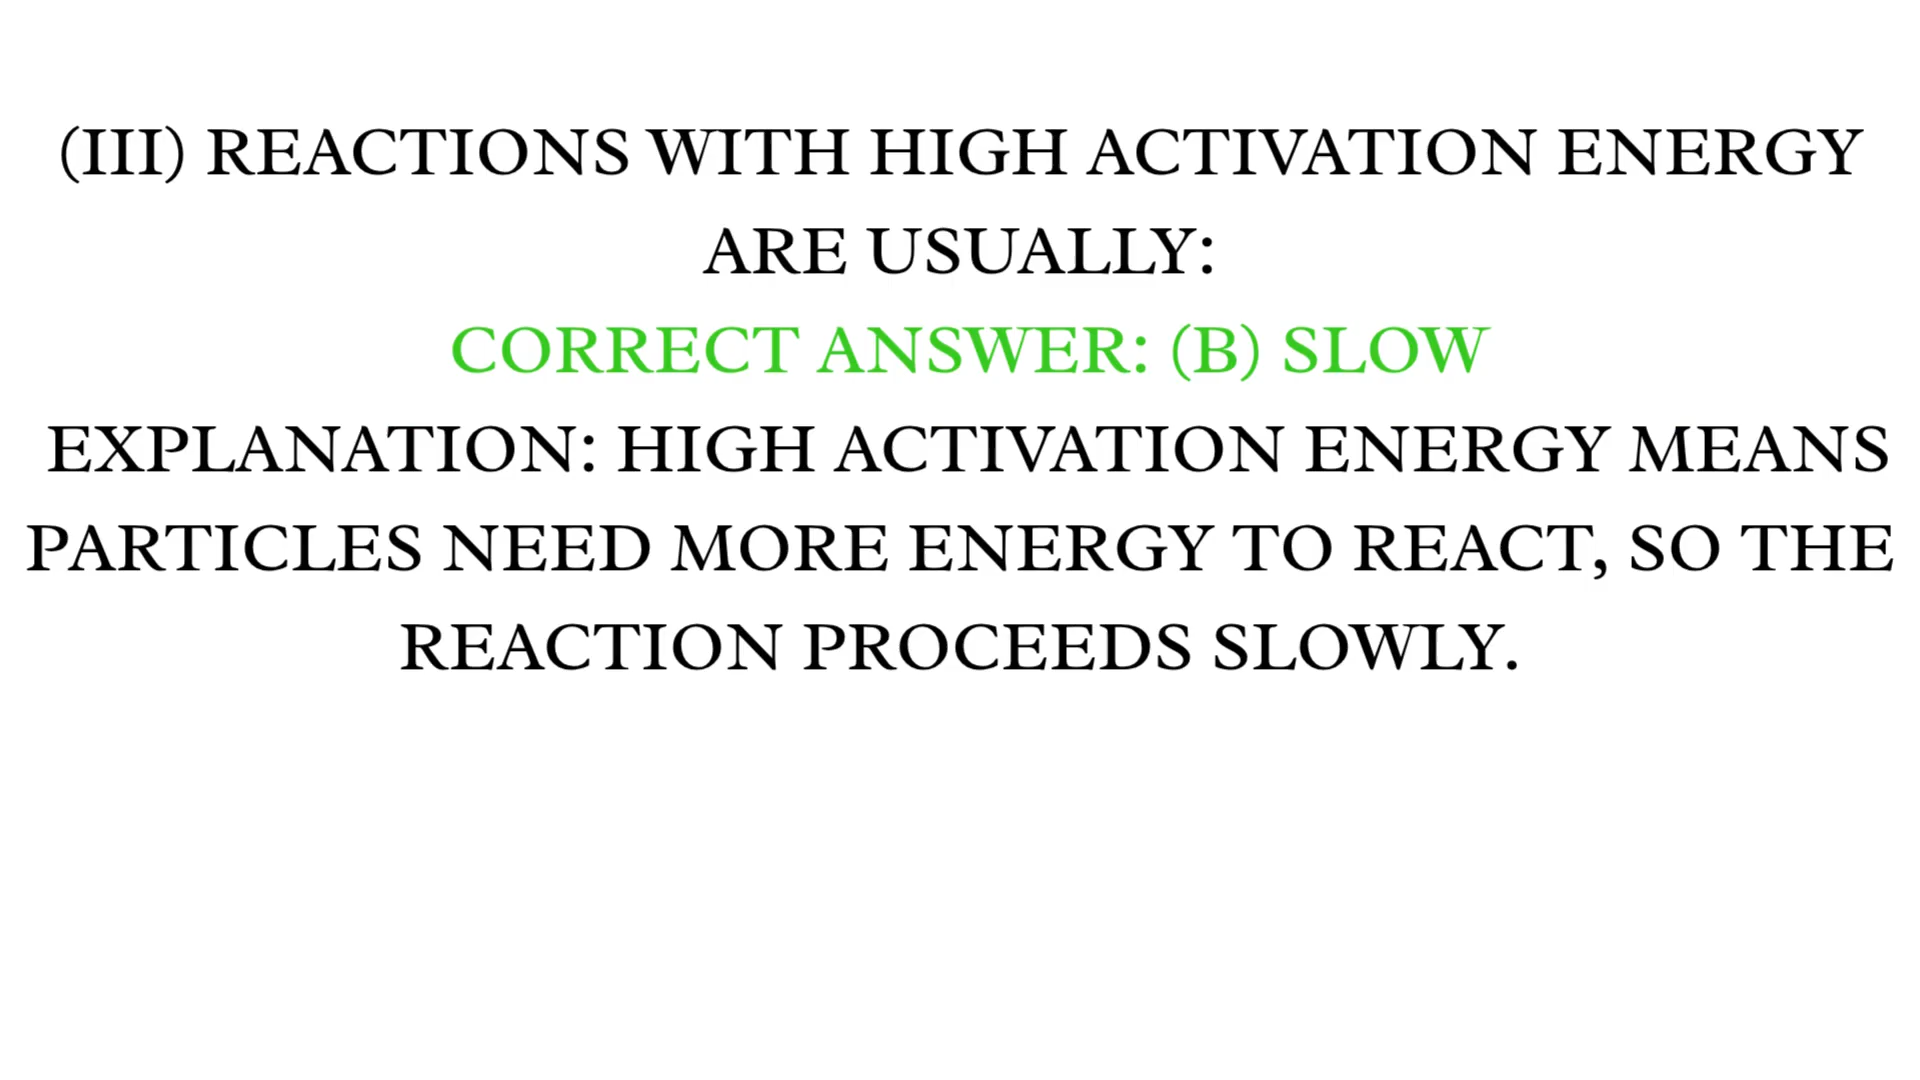 (III) REACTIONS WITH HIGH ACTIVATION ENERGY
ARE USUALLY:
CORRECT ANSWER: (B) SLOW
EXPLANATION: HIGH ACTIVATION ENERGY MEANS
PARTICLES NEED MORE ENERGY TO REACT, SO THE
REACTION PROCEEDS SLOWLY.